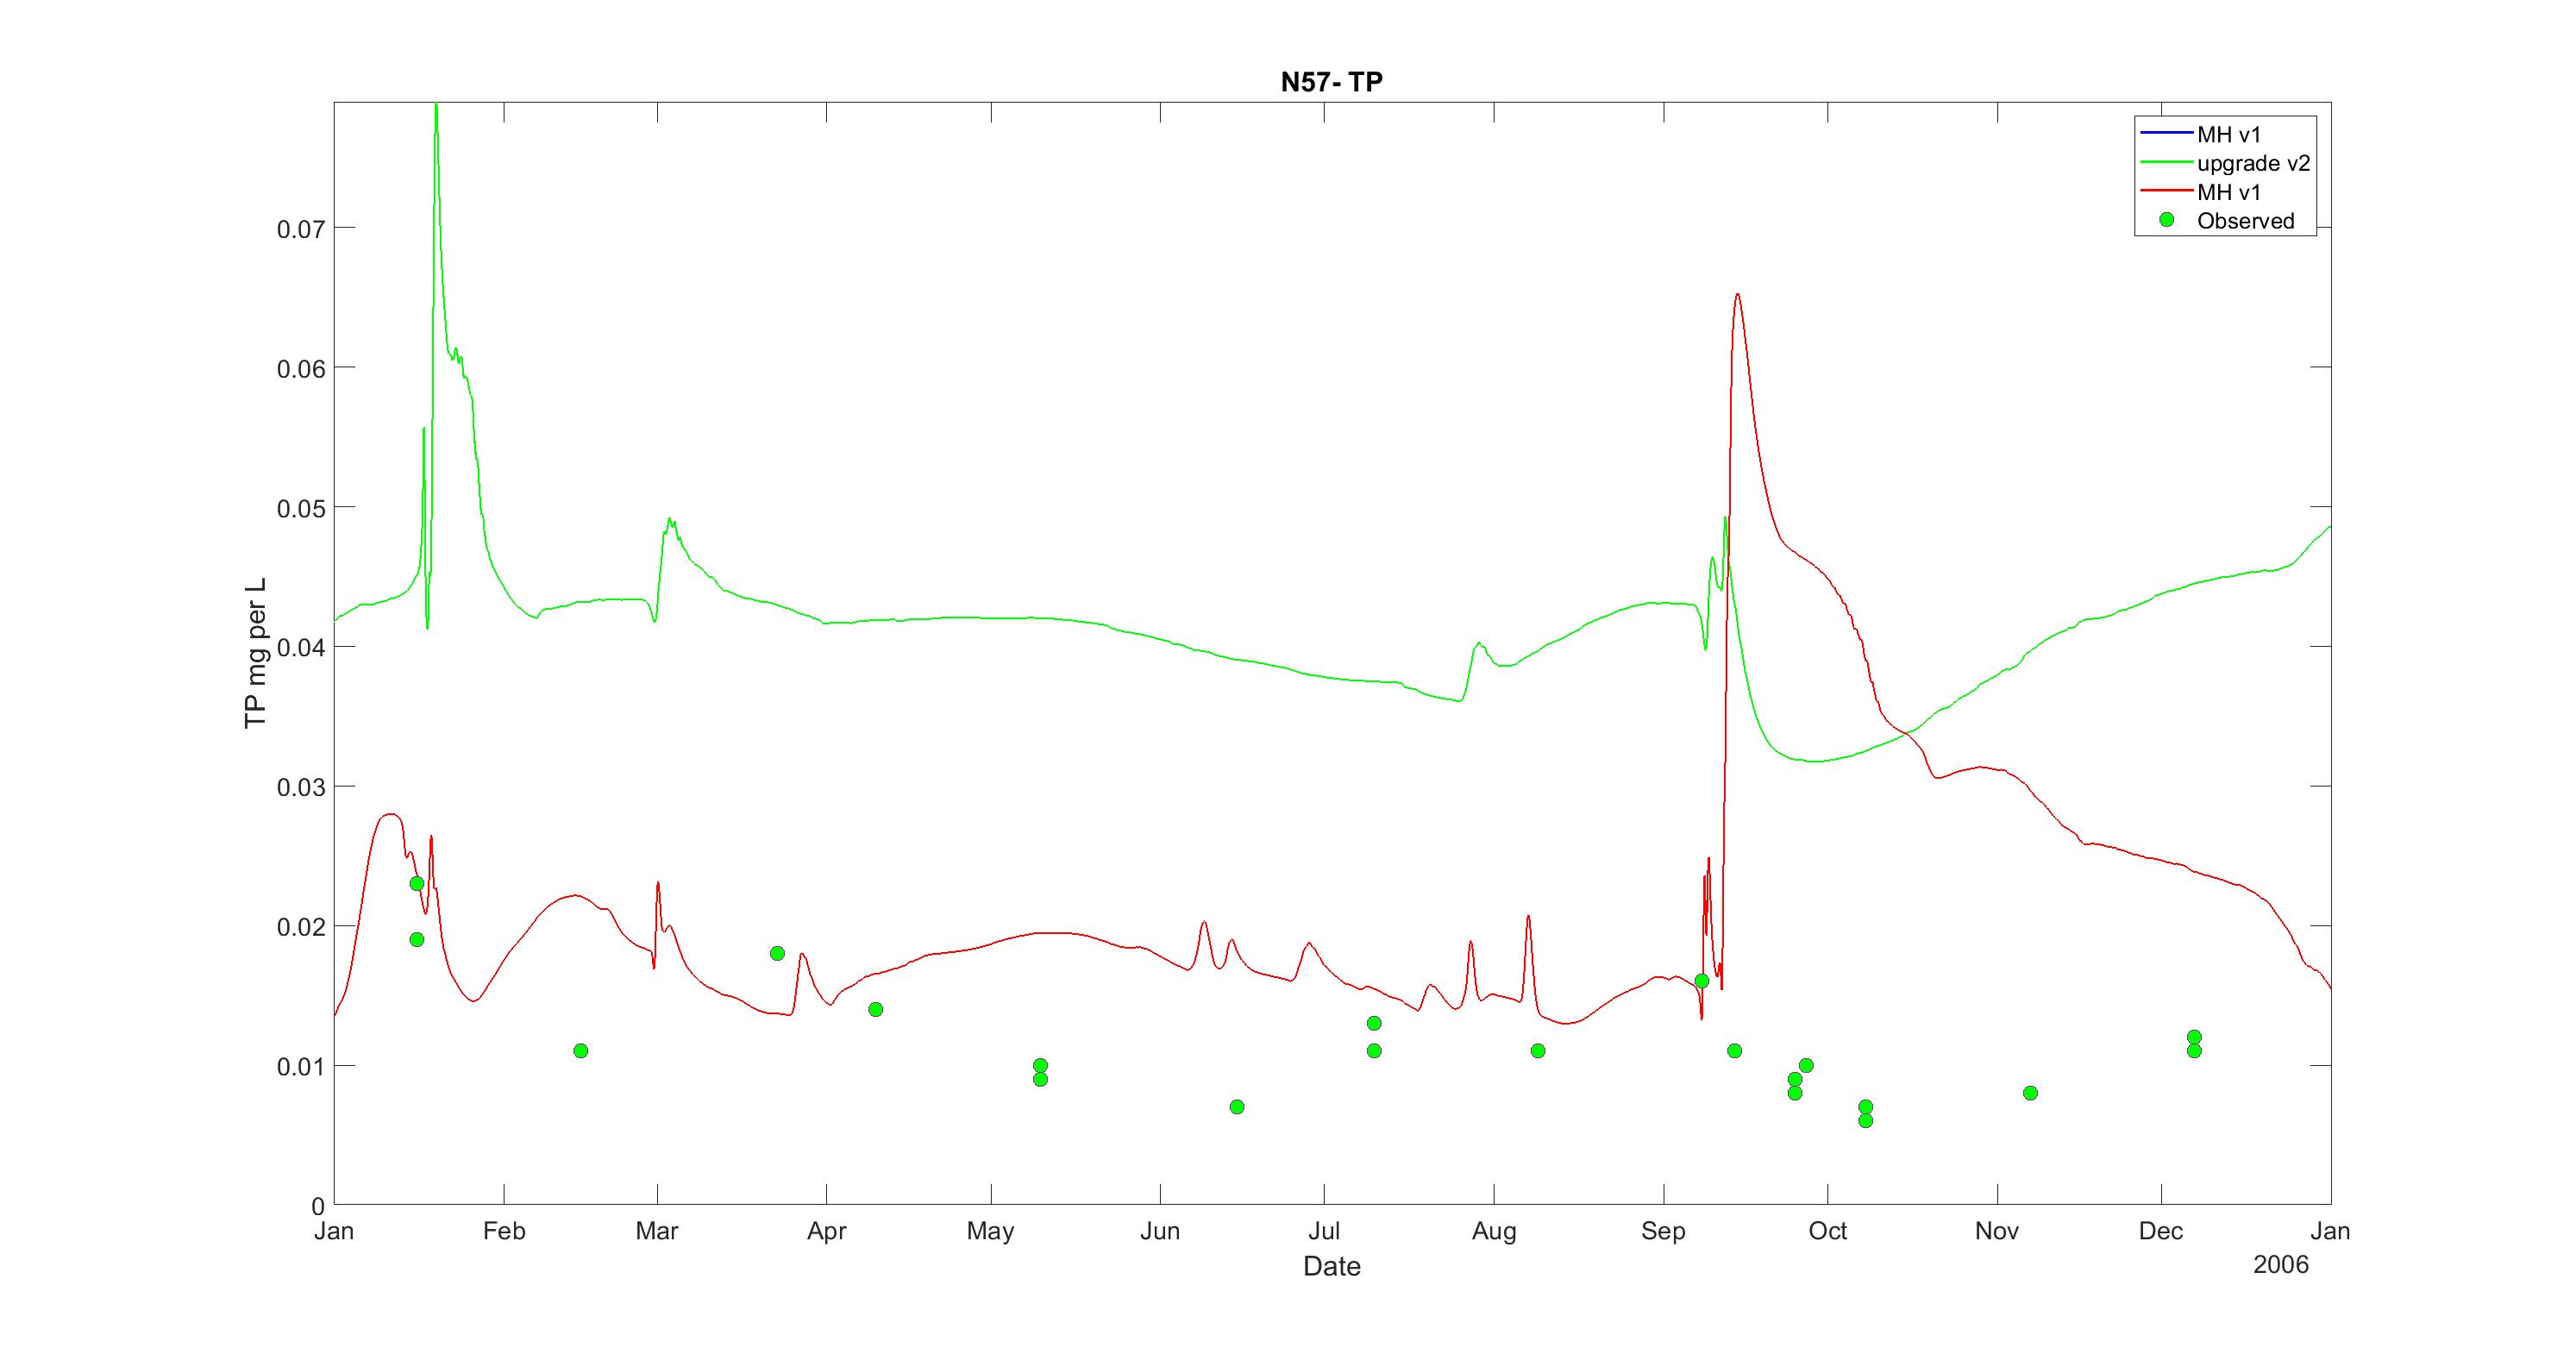 N57- TP
MH v1
upgrade v2
MH v1
Observed
TP mg per L
0.07
0.06
0.05
0.04
0.03
0.02
0.01
0
Jan Feb Mar Apr May Jun Jul Aug Sep Oct Nov Dec Jan
Date
2006